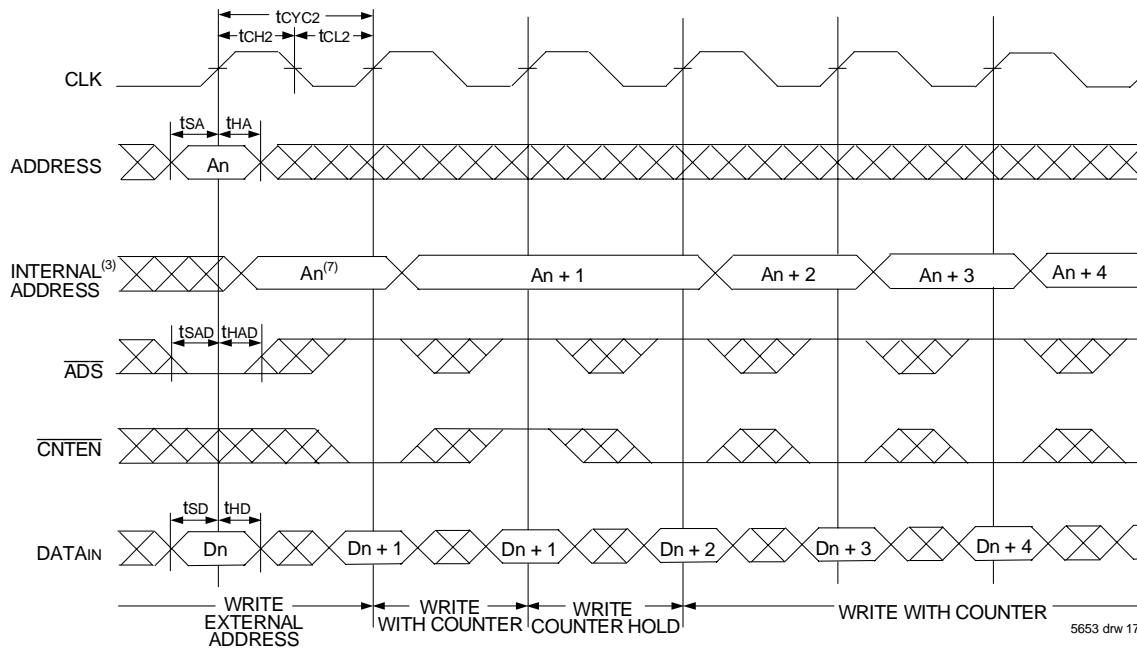 tCYC2
tCH2 tCL2
CLK
tSA tHA
ADDRESS An
INTERNAL(3)
ADDRESS
An(7) An + 1 An + 2 An + 3 An + 4
tSAD tHAD
ADS
CNTEN
tSD tHD
DATAIN Dn Dn + 1 Dn + 1 Dn + 2 Dn + 3 Dn + 4
WRITE
EXTERNAL
ADDRESS
WRITE
WITH COUNTER
WRITE
COUNTER HOLD
WRITE WITH COUNTER
5653 drw 17